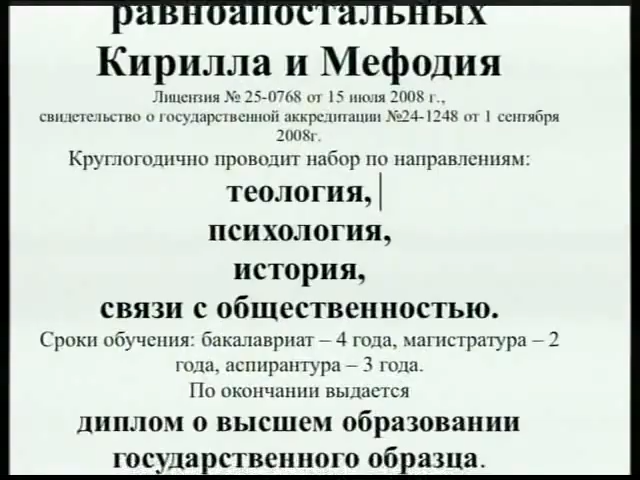 равноапостальных
Кирилла и Мефодия
Лицензия № 25-0768 от 15 июля 2008 г.,
свидетельство о государственной аккредитации №24-1248 от 1 сентября
2008г.
Круглогодично проводит набор по направлениям:
теология,
психология,
история,
связи с общественностью.
Сроки обучения: бакалавриат – 4 года, магистратура – 2
года, аспирантура – 3 года.
По окончании выдается
диплом о высшем образовании
государственного образца.